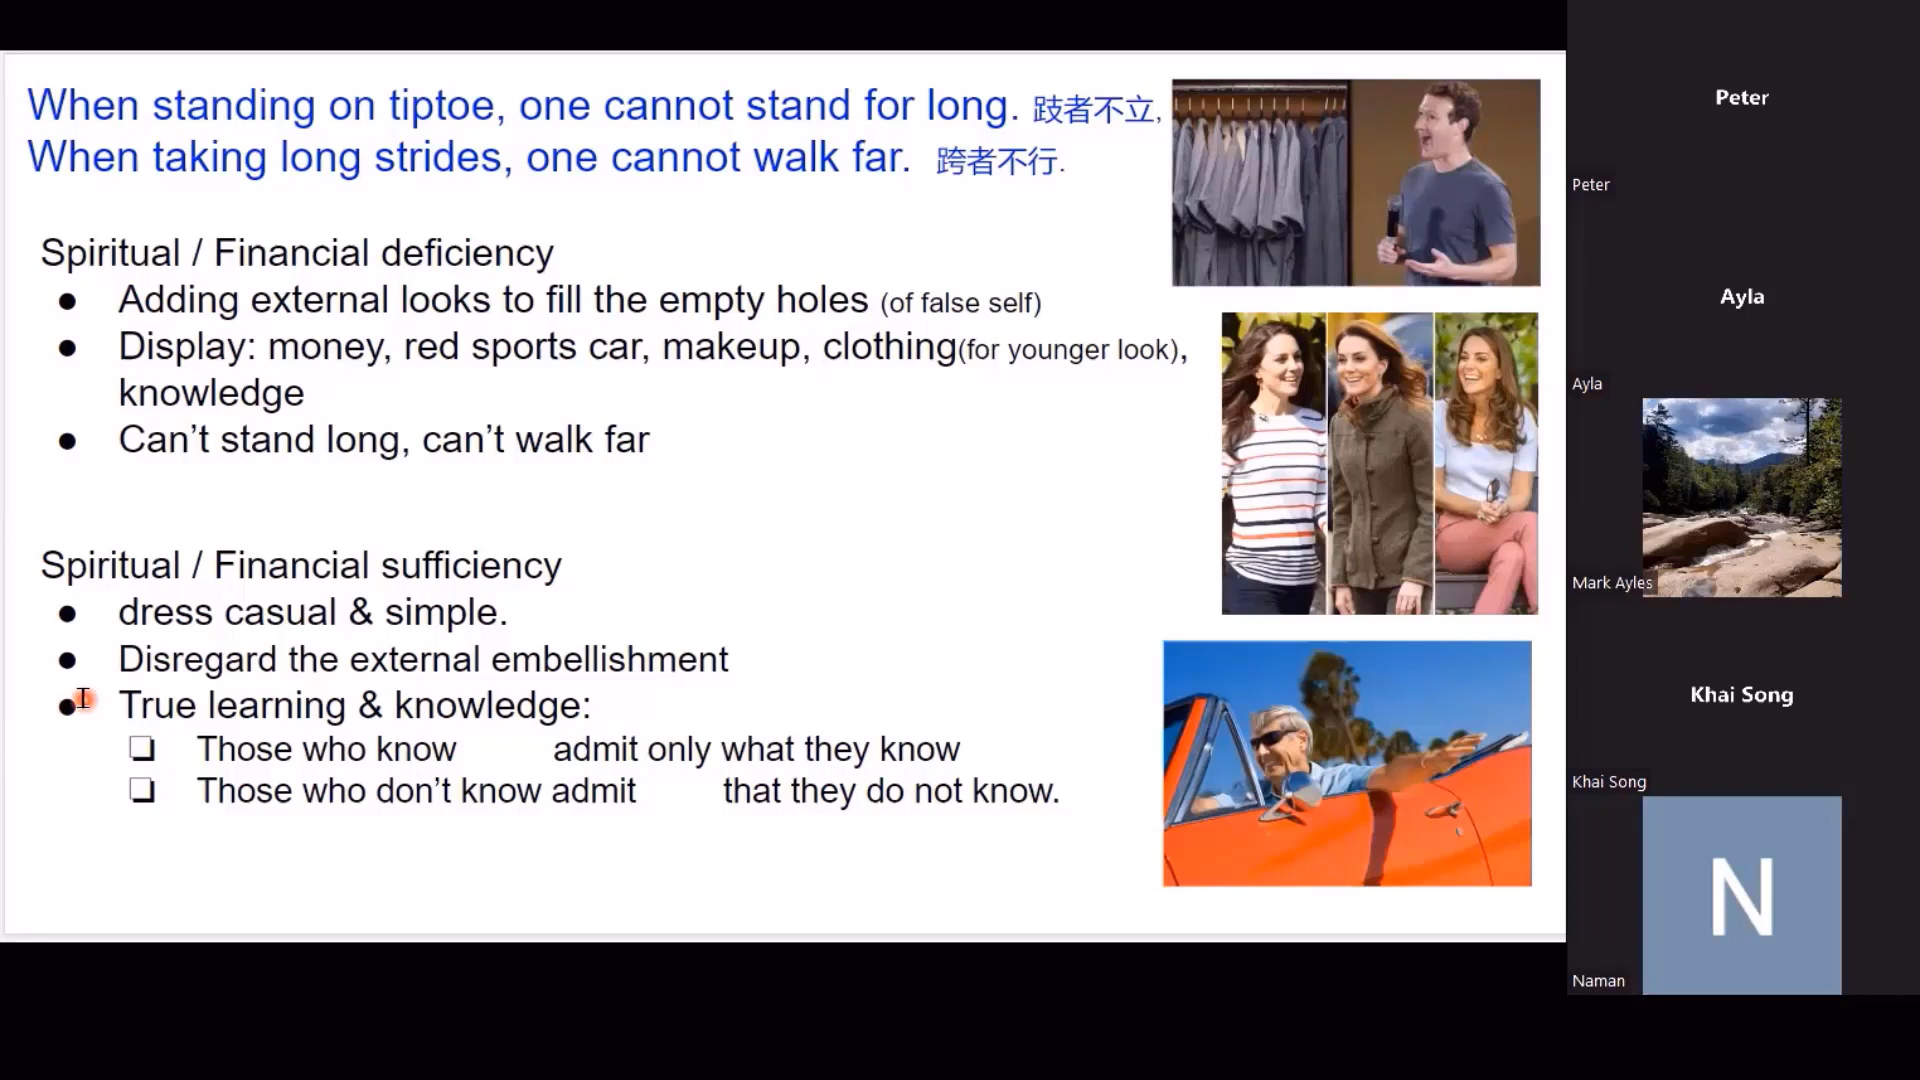 When standing on tiptoe, one cannot stand for long. 跂者不立,
When taking long strides, one cannot walk far. 跨者不行.
Spiritual / Financial deficiency
● Adding external looks to fill the empty holes (of false self)
● Display: money, red sports car, makeup, clothing(for younger look),
knowledge
● Can't stand long, can't walk far
Spiritual / Financial sufficiency
● dress casual & simple.
● Disregard the external embellishment
● True learning & knowledge:
❏ Those who know admit only what they know
❏ Those who don't know admit that they do not know.
Peter
Peter
Ayla
Ayla
Mark Ayles
Khai Song
Khai Song
N
Naman